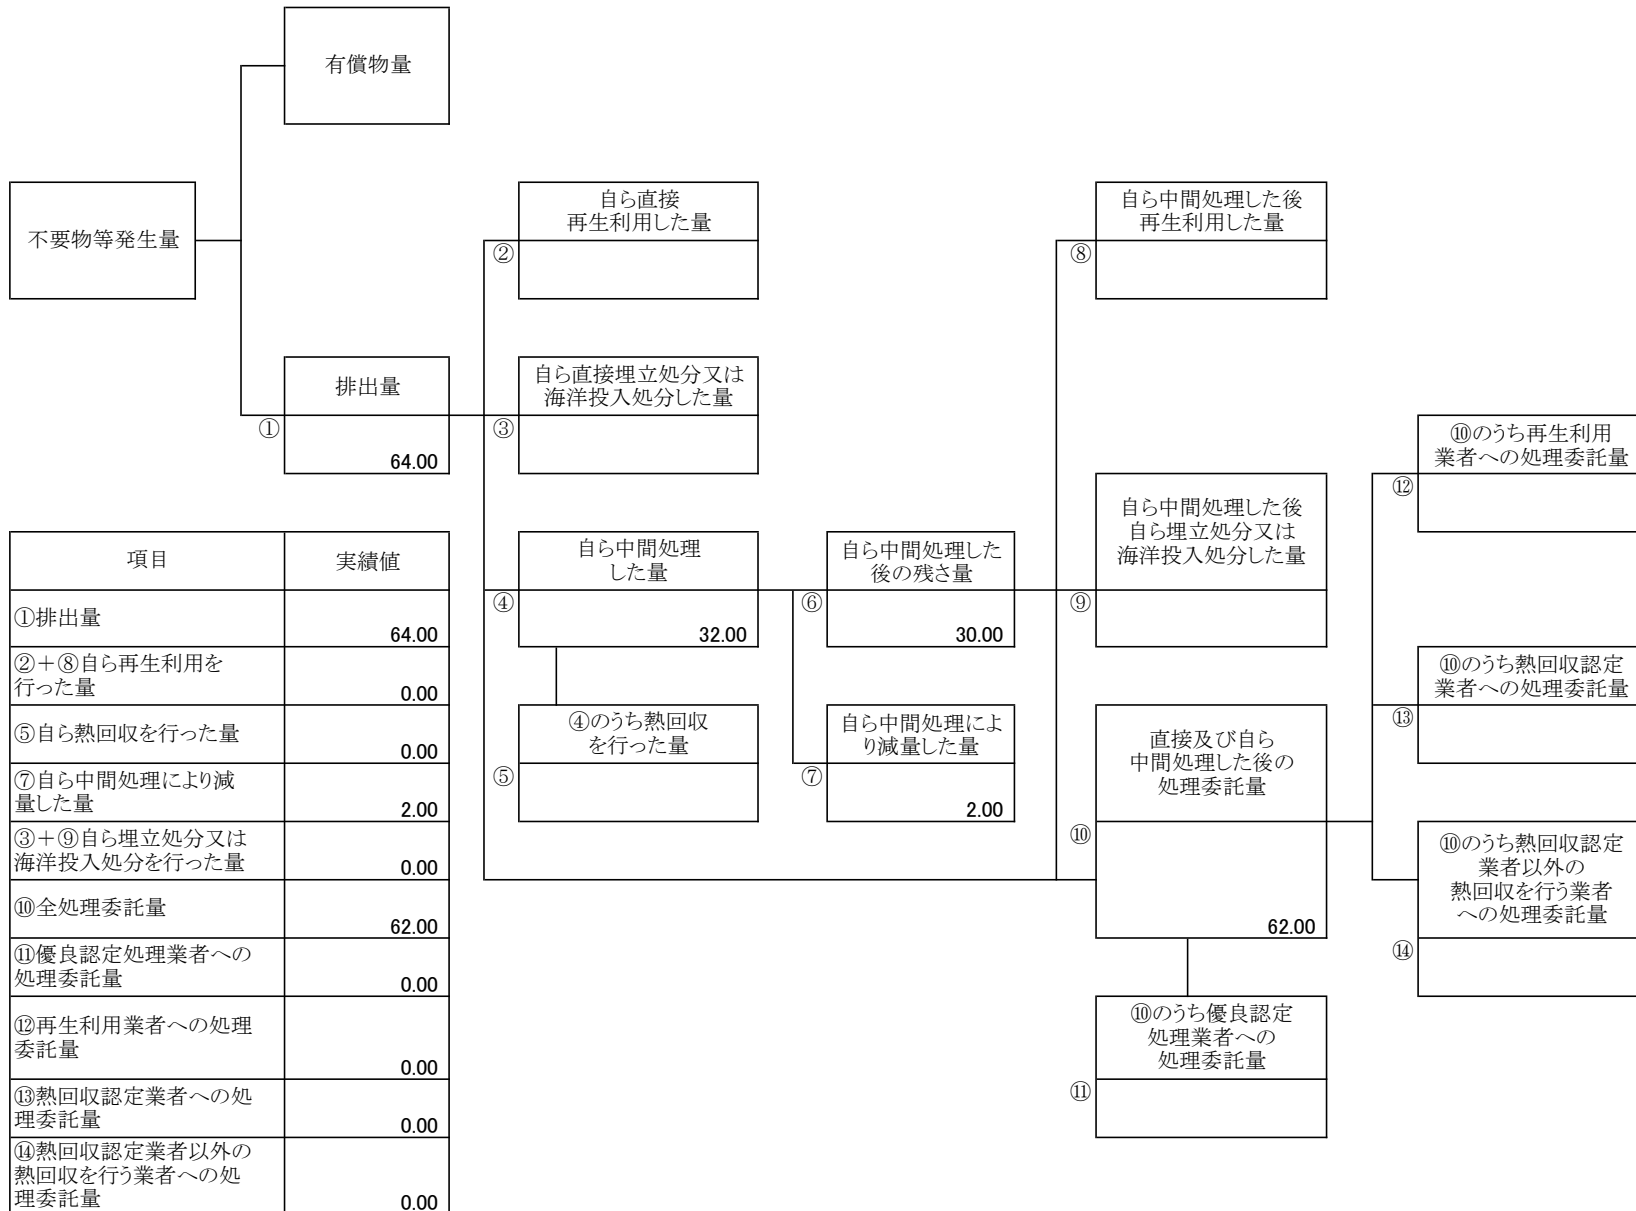 有償物量
不要物等発生量
排出量
①
64.00
自ら直接
再生利用した量
②
自ら直接埋立処分又は
海洋投入処分した量
③
自ら中間処理
した量
④
32.00
④のうち熱回収
を行った量
⑤
自ら中間処理した
後の残さ量
⑥
30.00
自ら中間処理によ
り減量した量
⑦
2.00
自ら中間処理した後
再生利用した量
⑧
自ら中間処理した後
自ら埋立処分又は
海洋投入処分した量
⑨
直接及び自ら
中間処理した後の
処理委託量
⑩
62.00
⑩のうち優良認定
処理業者への
処理委託量
⑪
⑩のうち再生利用
業者への処理委託量
⑫
⑩のうち熱回収認定
業者への処理委託量
⑬
⑩のうち熱回収認定
業者以外の
熱回収を行う業者
への処理委託量
⑭
項目 実績値
①排出量
64.00
②＋⑧自ら再生利用を
行った量
0.00
⑤自ら熱回収を行った量
0.00
⑦自ら中間処理により減
量した量
2.00
③＋⑨自ら埋立処分又は
海洋投入処分を行った量
0.00
⑩全処理委託量
62.00
⑪優良認定処理業者への
処理委託量
0.00
⑫再生利用業者への処理
委託量
0.00
⑬熱回収認定業者への処
理委託量
0.00
⑭熱回収認定業者以外の
熱回収を行う業者への処
理委託量
0.00